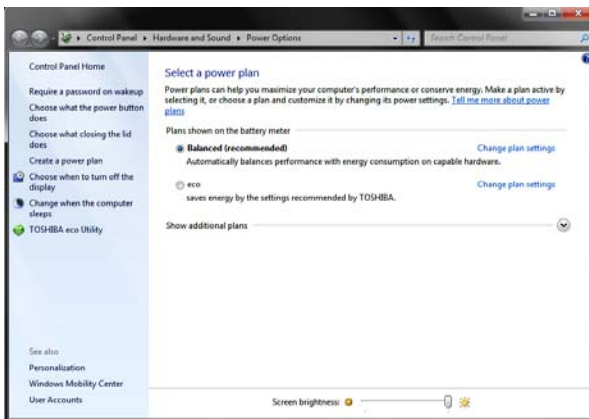 Control Panel ▸ Hardware and Sound ▸ Power Options
Search Control Panel
Control Panel Home
Require a password on wakeup
Choose what the power button
does
Choose what closing the lid
does
Create a power plan
Choose when to turn off the
display
Change when the computer
sleeps
TOSHIBA eco Utility
See also
Personalization
Windows Mobility Center
User Accounts
Select a power plan
Power plans can help you maximize your computer's performance or conserve energy. Make a plan active by
selecting it, or choose a plan and customize it by changing its power settings. Tell me more about power
plans
Plans shown on the battery meter
Balanced (recommended) Change plan settings
Automatically balances performance with energy consumption on capable hardware.
eco Change plan settings
saves energy by the settings recommended by TOSHIBA.
Show additional plans
Screen brightness: